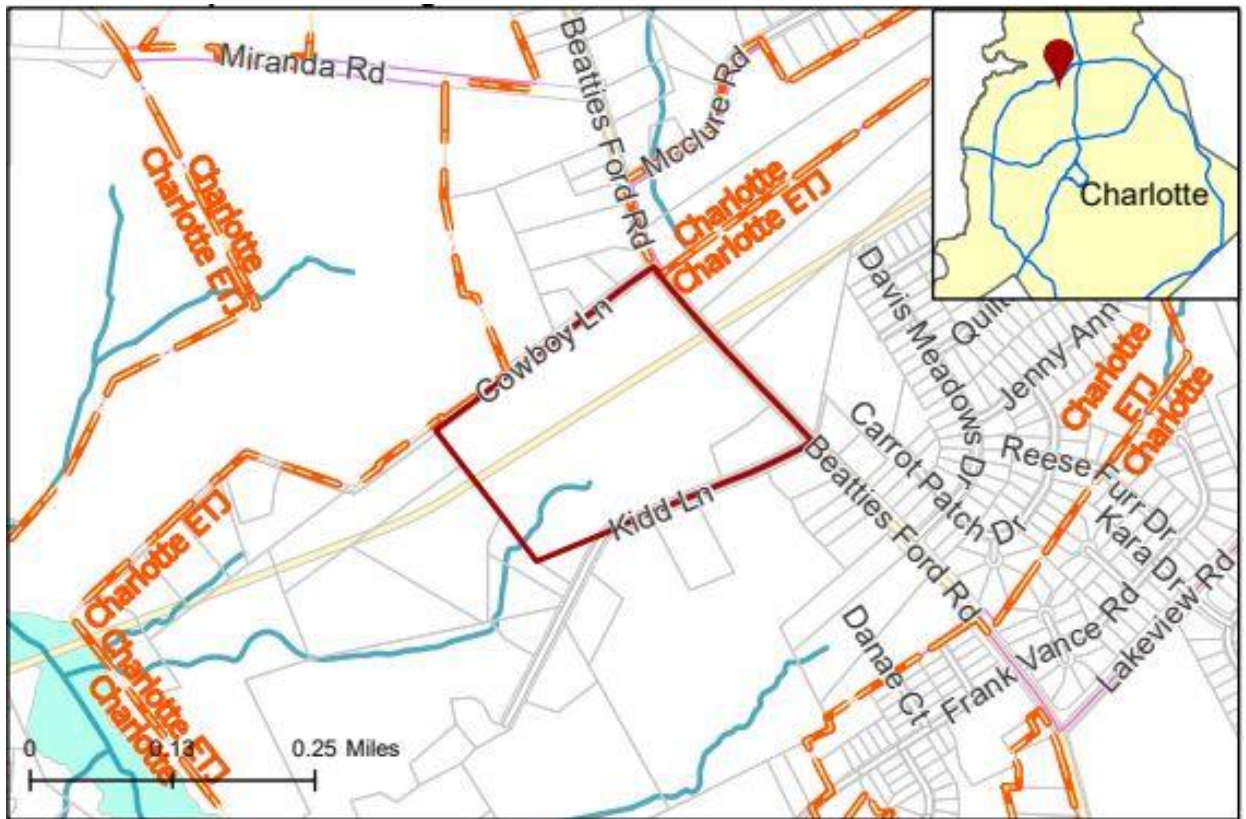 Miranda Rd
Beatties Ford Rd
Mcclure Rd
Charlotte
Charlotte
Charlotte ETJ
Charlotte
Charlotte ETJ
Cowboy Ln
Davis Meadows Dr
Jenny Ann
Charlotte
ETJ
Charlotte
Carrot Patch Dr
Reese Furr Dr
Kara Dr
Beatties Ford Rd
Kidd Ln
Charlotte ETJ
Danae Ct
Frank Vance Rd
Lakeview Rd
Charlotte ETJ
Charlotte
0
0.13
0.25 Miles